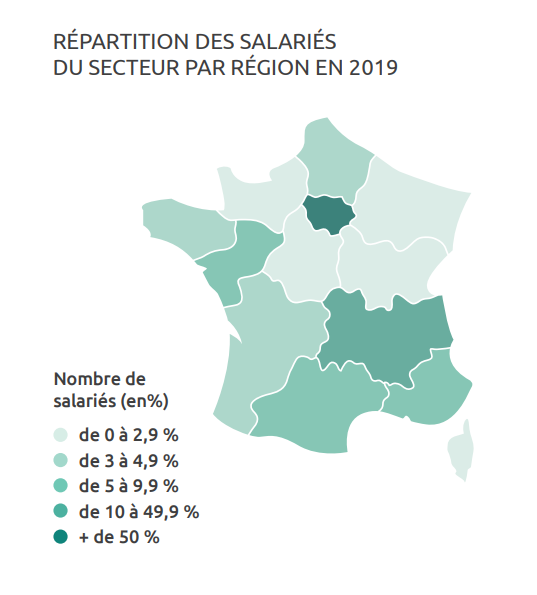 RÉPARTITION DES SALARIÉS
DU SECTEUR PAR RÉGION EN 2019
Nombre de
salariés (en%)
de 0 à 2,9 %
de 3 à 4,9 %
de 5 à 9,9 %
de 10 à 49,9 %
+ de 50 %